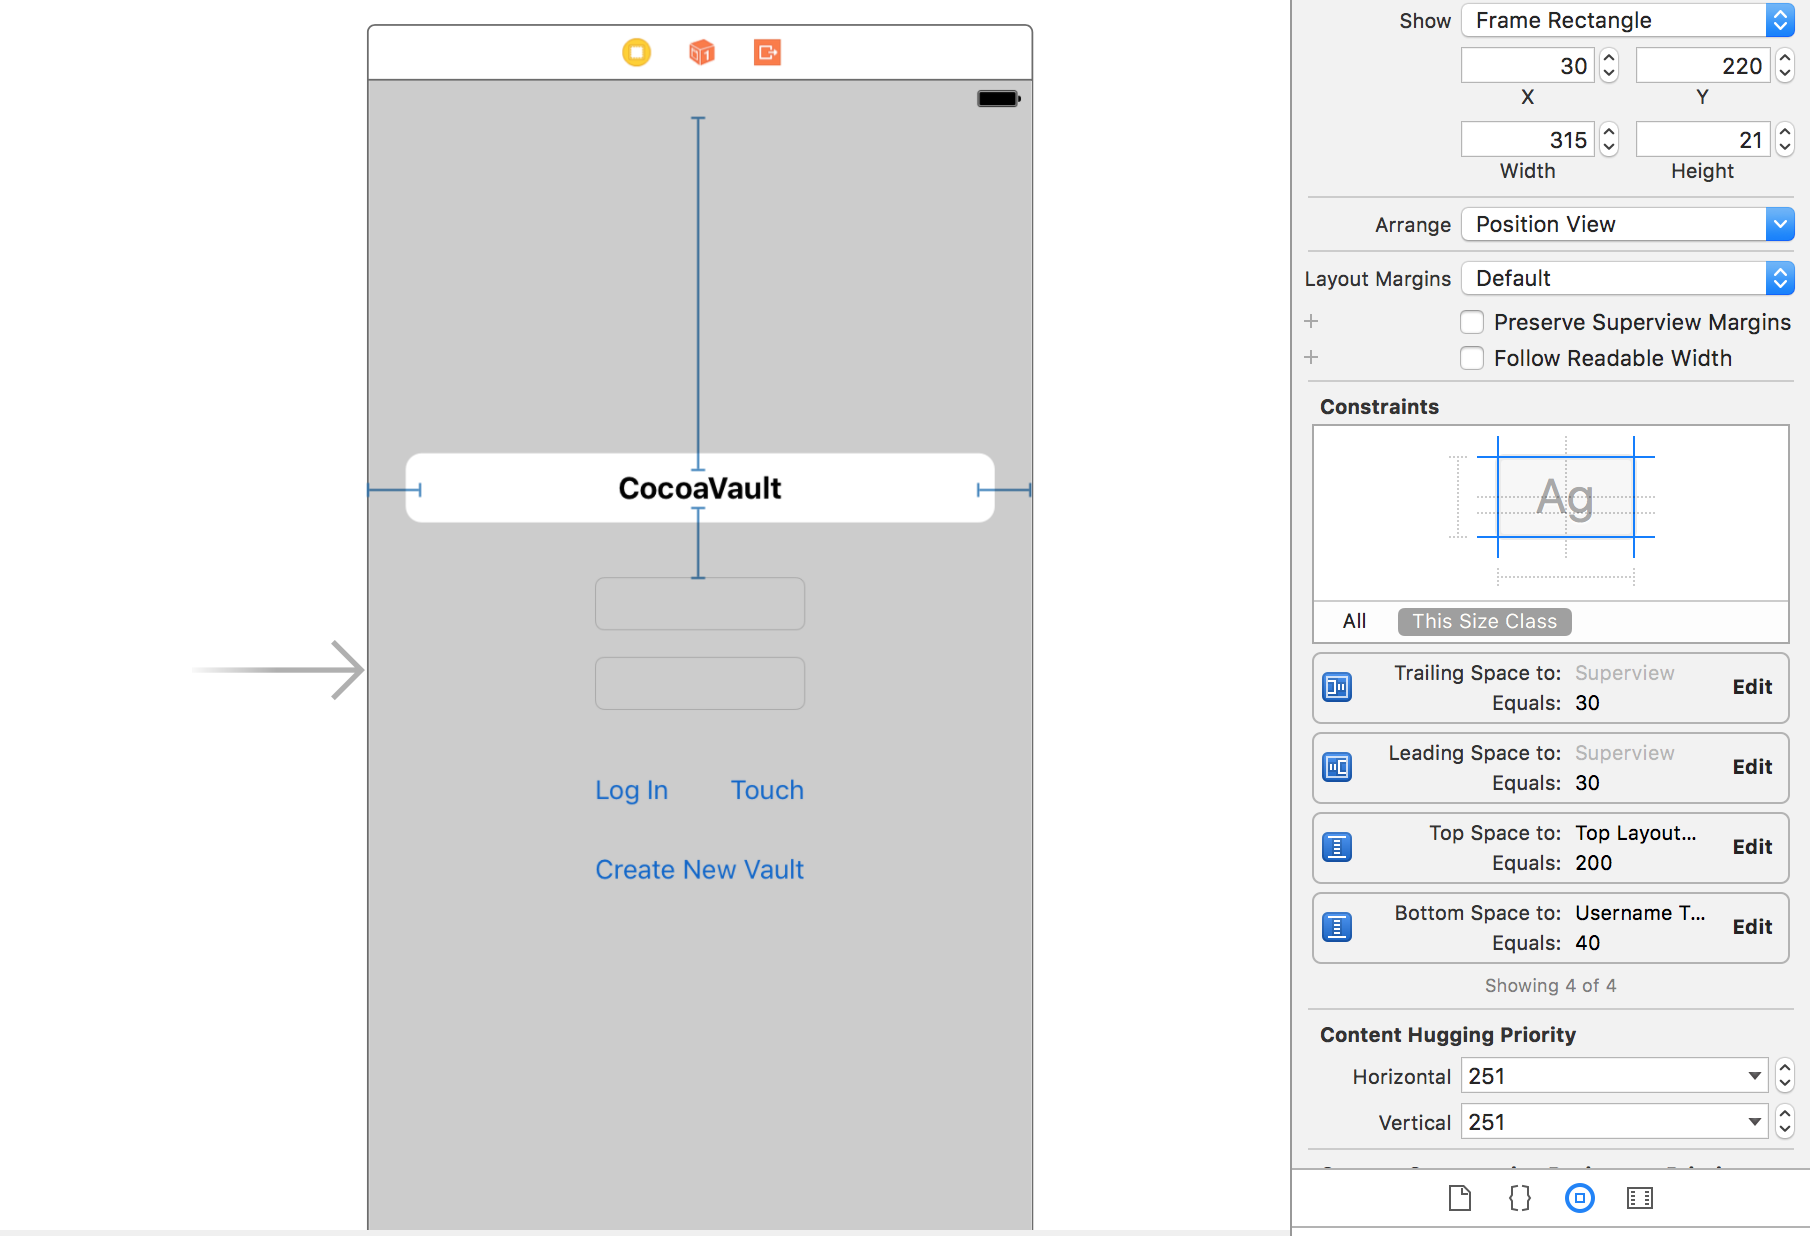 CocoaVault
Log In
Touch
Create New Vault
Show
Frame Rectangle
30
220
X
Y
315
21
Width
Height
Arrange
Position View
Layout Margins
Default
Preserve Superview Margins
Follow Readable Width
Constraints
Ag
All
This Size Class
Trailing Space to: Superview
Equals: 30
Edit
Leading Space to: Superview
Equals: 30
Edit
Top Space to: Top Layout...
Equals: 200
Edit
Bottom Space to: Username T...
Equals: 40
Edit
Showing 4 of 4
Content Hugging Priority
Horizontal
251
Vertical
251